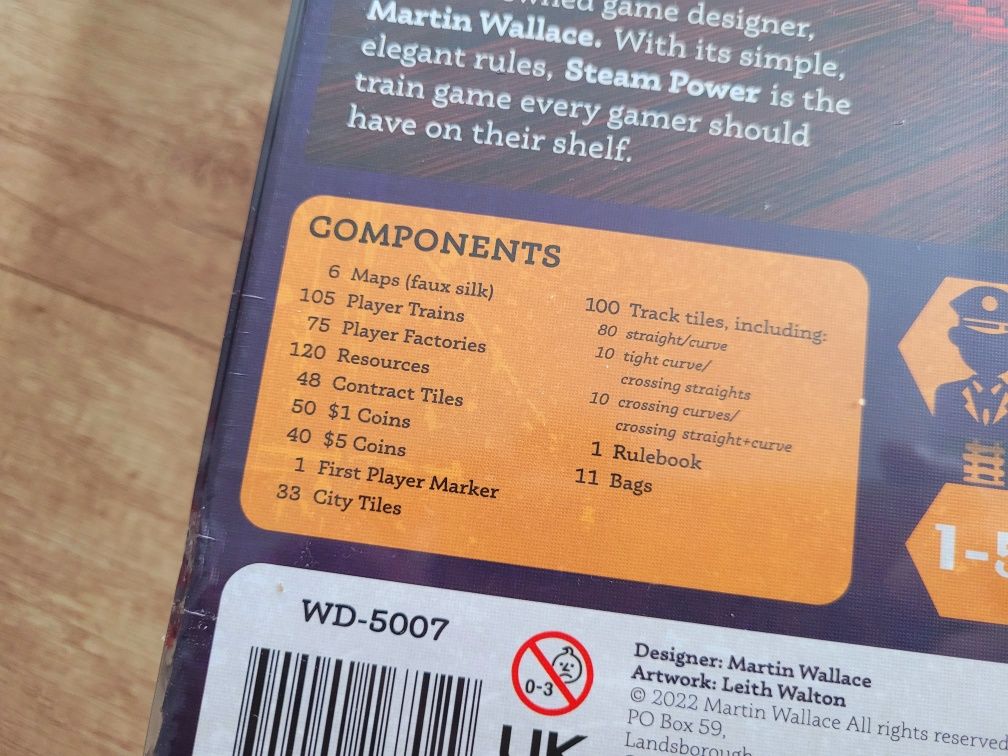 game designer,
Martin Wallace. With its simple,
elegant rules, Steam Power is the
train game every gamer should
have on their shelf.
COMPONENTS
6 Maps (faux silk)
105 Player Trains
75 Player Factories
120 Resources
48 Contract Tiles
50 $1 Coins
40 $5 Coins
1 First Player Marker
33 City Tiles
100 Track tiles, including:
80 straight/curve
10 tight curve/
crossing straights
10 crossing curves/
crossing straight+curve
1 Rulebook
11 Bags
1-5
WD-5007
0-3
UK
Designer: Martin Wallace
Artwork: Leith Walton
© 2022 Martin Wallace All rights reserved
PO Box 59,
Landsborough